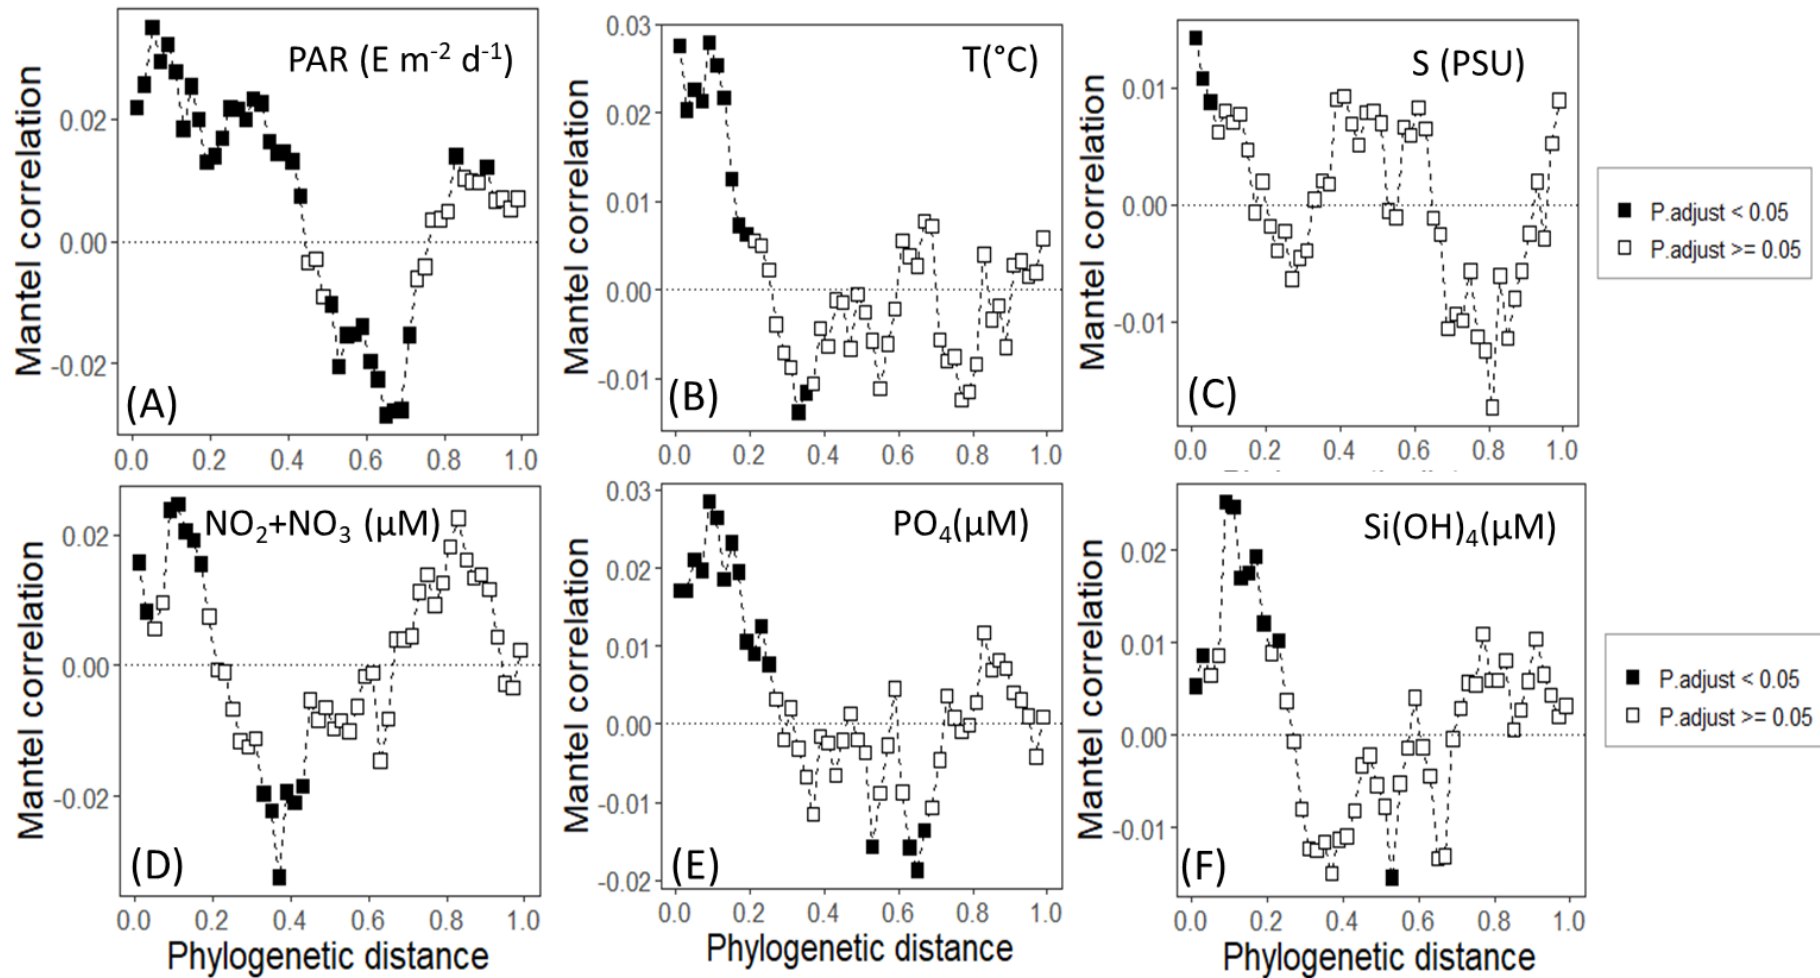 PAR (E m⁻² d⁻¹)
Mantel correlation
0.02
0.00
-0.02
(A)
0.0 0.2 0.4 0.6 0.8 1.0
T(°C)
Mantel correlation
0.03
0.02
0.01
0.00
-0.01
(B)
0.0 0.2 0.4 0.6 0.8 1.0
S (PSU)
Mantel correlation
0.01
0.00
-0.01
(C)
0.0 0.2 0.4 0.6 0.8 1.0
P.adjust < 0.05
P.adjust >= 0.05
NO₂+NO₃ (µM)
Mantel correlation
0.02
0.00
-0.02
(D)
0.0 0.2 0.4 0.6 0.8 1.0
Phylogenetic distance
PO₄(µM)
Mantel correlation
0.03
0.02
0.01
0.00
-0.01
-0.02
(E)
0.0 0.2 0.4 0.6 0.8 1.0
Phylogenetic distance
Si(OH)₄(µM)
Mantel correlation
0.02
0.01
0.00
-0.01
(F)
0.0 0.2 0.4 0.6 0.8 1.0
Phylogenetic distance
P.adjust < 0.05
P.adjust >= 0.05